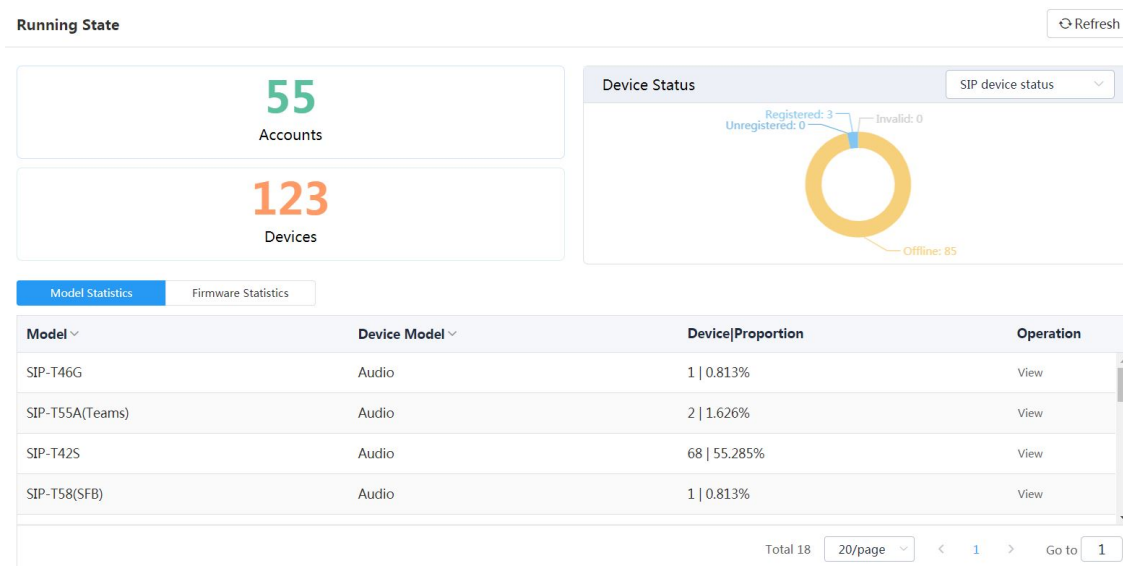 Running State
Refresh
55
Accounts
123
Devices
Device Status
SIP device status
Registered: 3
Unregistered: 0
Invalid: 0
Offline: 85
Model Statistics Firmware Statistics
Model Device Model Device|Proportion Operation
SIP-T46G Audio 1 | 0.813% View
SIP-T55A(Teams) Audio 2 | 1.626% View
SIP-T42S Audio 68 | 55.285% View
SIP-T58(SFB) Audio 1 | 0.813% View
Total 18 20/page 1 Go to 1